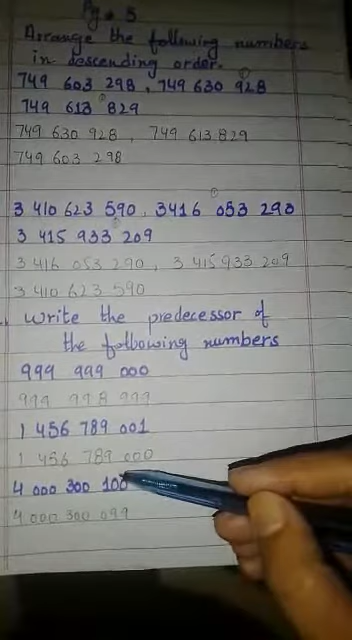 Pg # 5
Arrange the following numbers
in descending order.
749 603 298, 749 630 928
749 613 829
749 630 928, 749 613 829
749 603 298
3 410 623 590, 3416 053 290
3 415 933 209
3 416 053 290, 3 415 933 209
3 410 623 590
Write the predecessor of
the following numbers
999 999 000
999 998 999
1 456 789 001
1 456 789 000
4 000 300 100
4 000 300 099